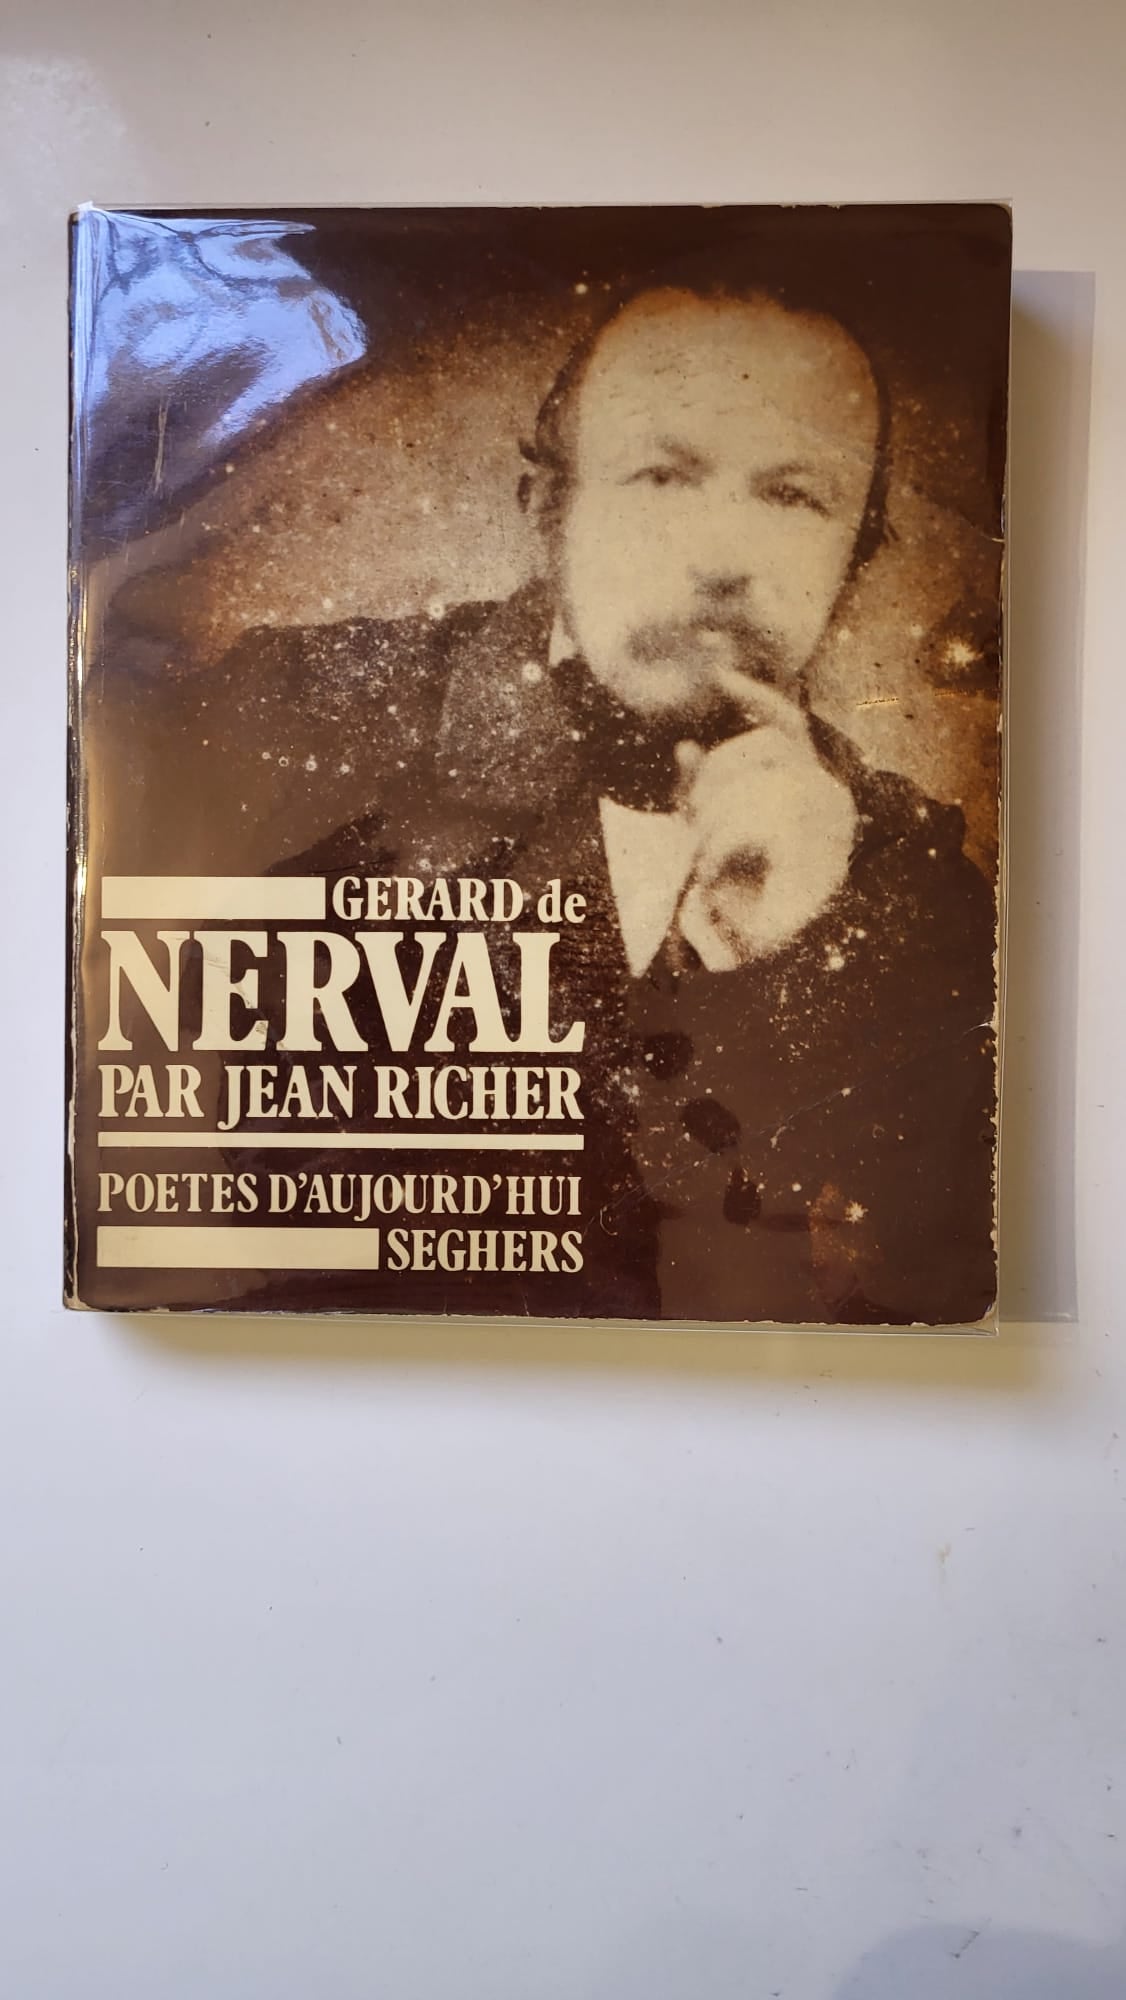 GERARD de
NERVAL
PAR JEAN RICHER
POETES D'AUJOURD'HUI
SEGHERS